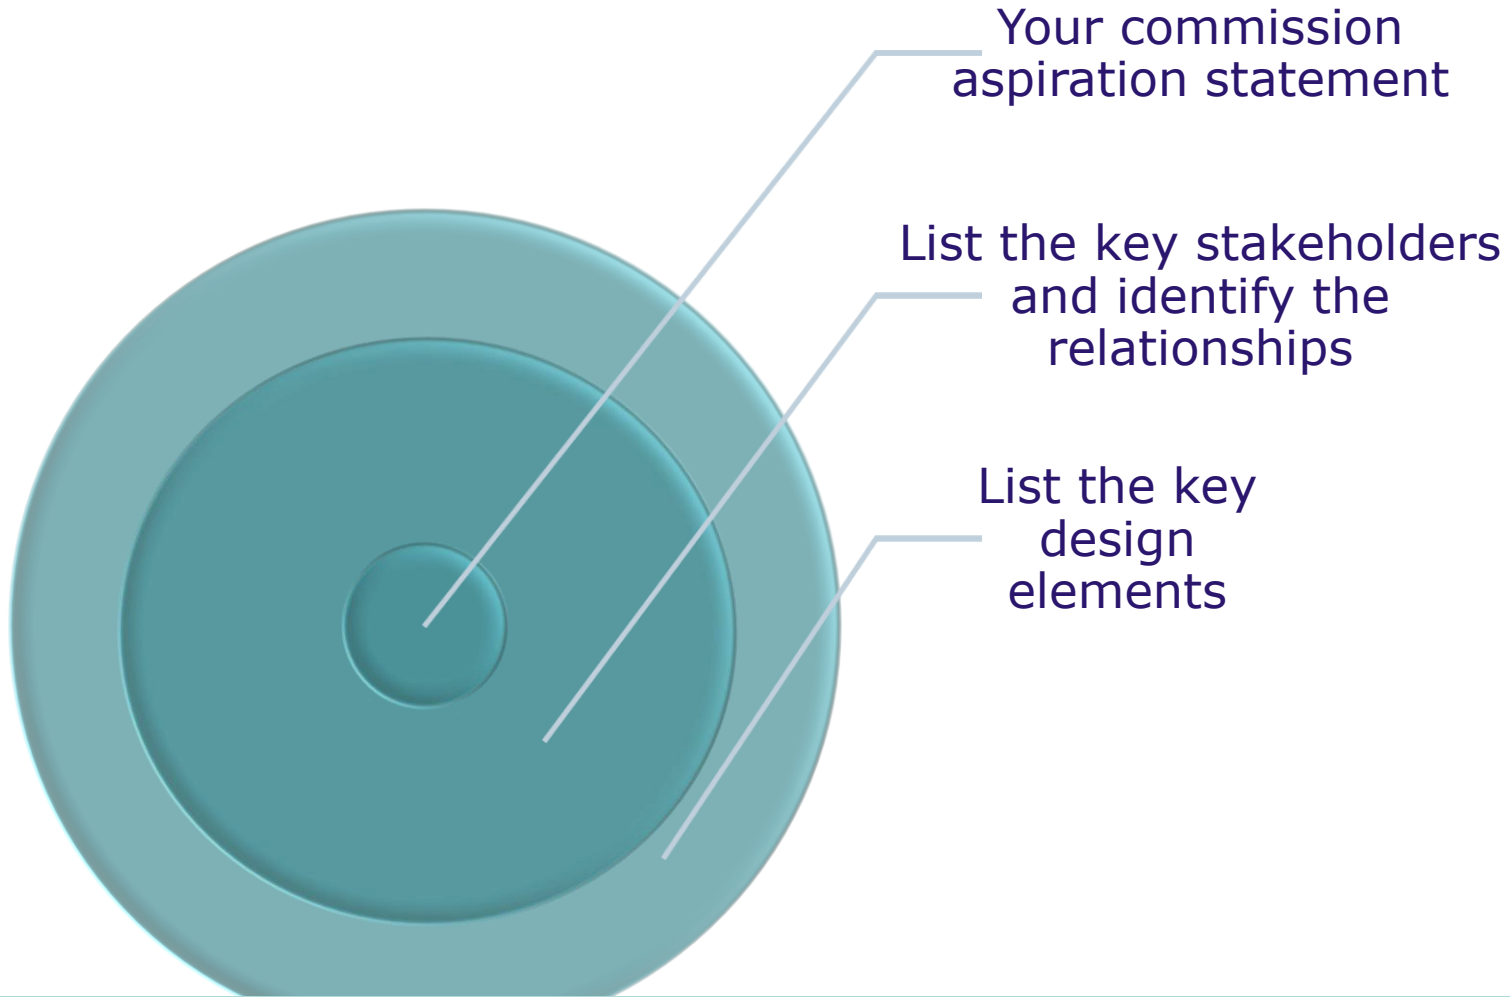 Your commission
aspiration statement
List the key stakeholders
and identify the
relationships
List the key
design
elements